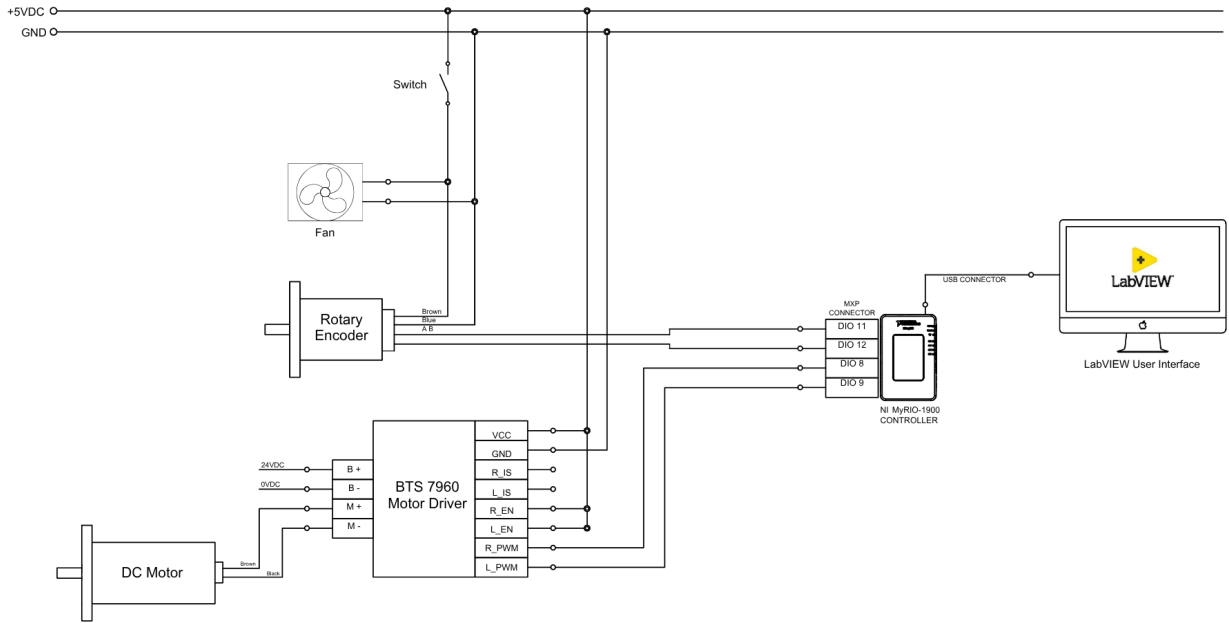 +5VDC
GND
Switch
Fan
Rotary
Encoder
Brown
Blue
A B
MXP
CONNECTOR
DIO 11
DIO 12
DIO 8
DIO 9
NI MyRIO-1900
CONTROLLER
USB CONNECTOR
LabVIEW
LabVIEW User Interface
24VDC
0VDC
B +
B -
M +
M -
BTS 7960
Motor Driver
VCC
GND
R_IS
L_IS
R_EN
L_EN
R_PWM
L_PWM
DC Motor
Brown
Black